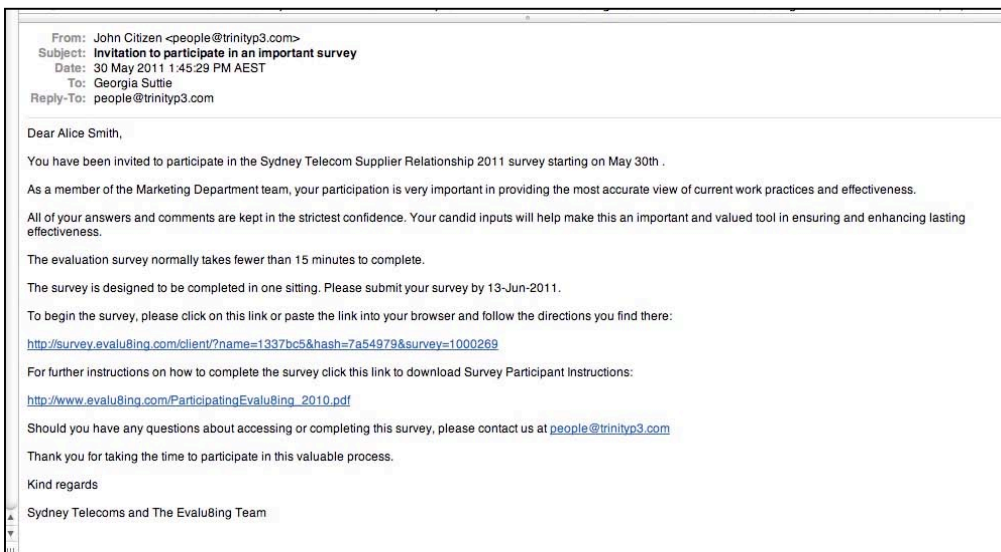 From: John Citizen <people@trinityp3.com>
Subject: Invitation to participate in an important survey
Date: 30 May 2011 1:45:29 PM AEST
To: Georgia Suttie
Reply-To: people@trinityp3.com
Dear Alice Smith,
You have been invited to participate in the Sydney Telecom Supplier Relationship 2011 survey starting on May 30th .
As a member of the Marketing Department team, your participation is very important in providing the most accurate view of current work practices and effectiveness.
All of your answers and comments are kept in the strictest confidence. Your candid inputs will help make this an important and valued tool in ensuring and enhancing lasting
effectiveness.
The evaluation survey normally takes fewer than 15 minutes to complete.
The survey is designed to be completed in one sitting. Please submit your survey by 13-Jun-2011.
To begin the survey, please click on this link or paste the link into your browser and follow the directions you find there:
http://survey.evalu8ing.com/client/?name=1337bc5&hash=7a54979&survey=1000269
For further instructions on how to complete the survey click this link to download Survey Participant Instructions:
http://www.evalu8ing.com/ParticipatingEvalu8ing_2010.pdf
Should you have any questions about accessing or completing this survey, please contact us at people@trinityp3.com
Thank you for taking the time to participate in this valuable process.
Kind regards
Sydney Telecoms and The Evalu8ing Team